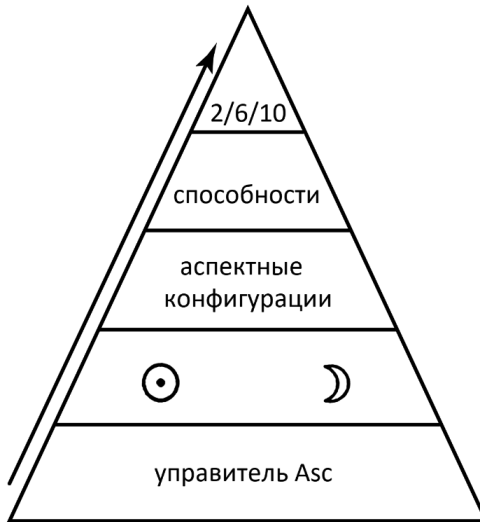 2/6/10
способности
аспектные
конфигурации
☉ ☽
управитель Asc